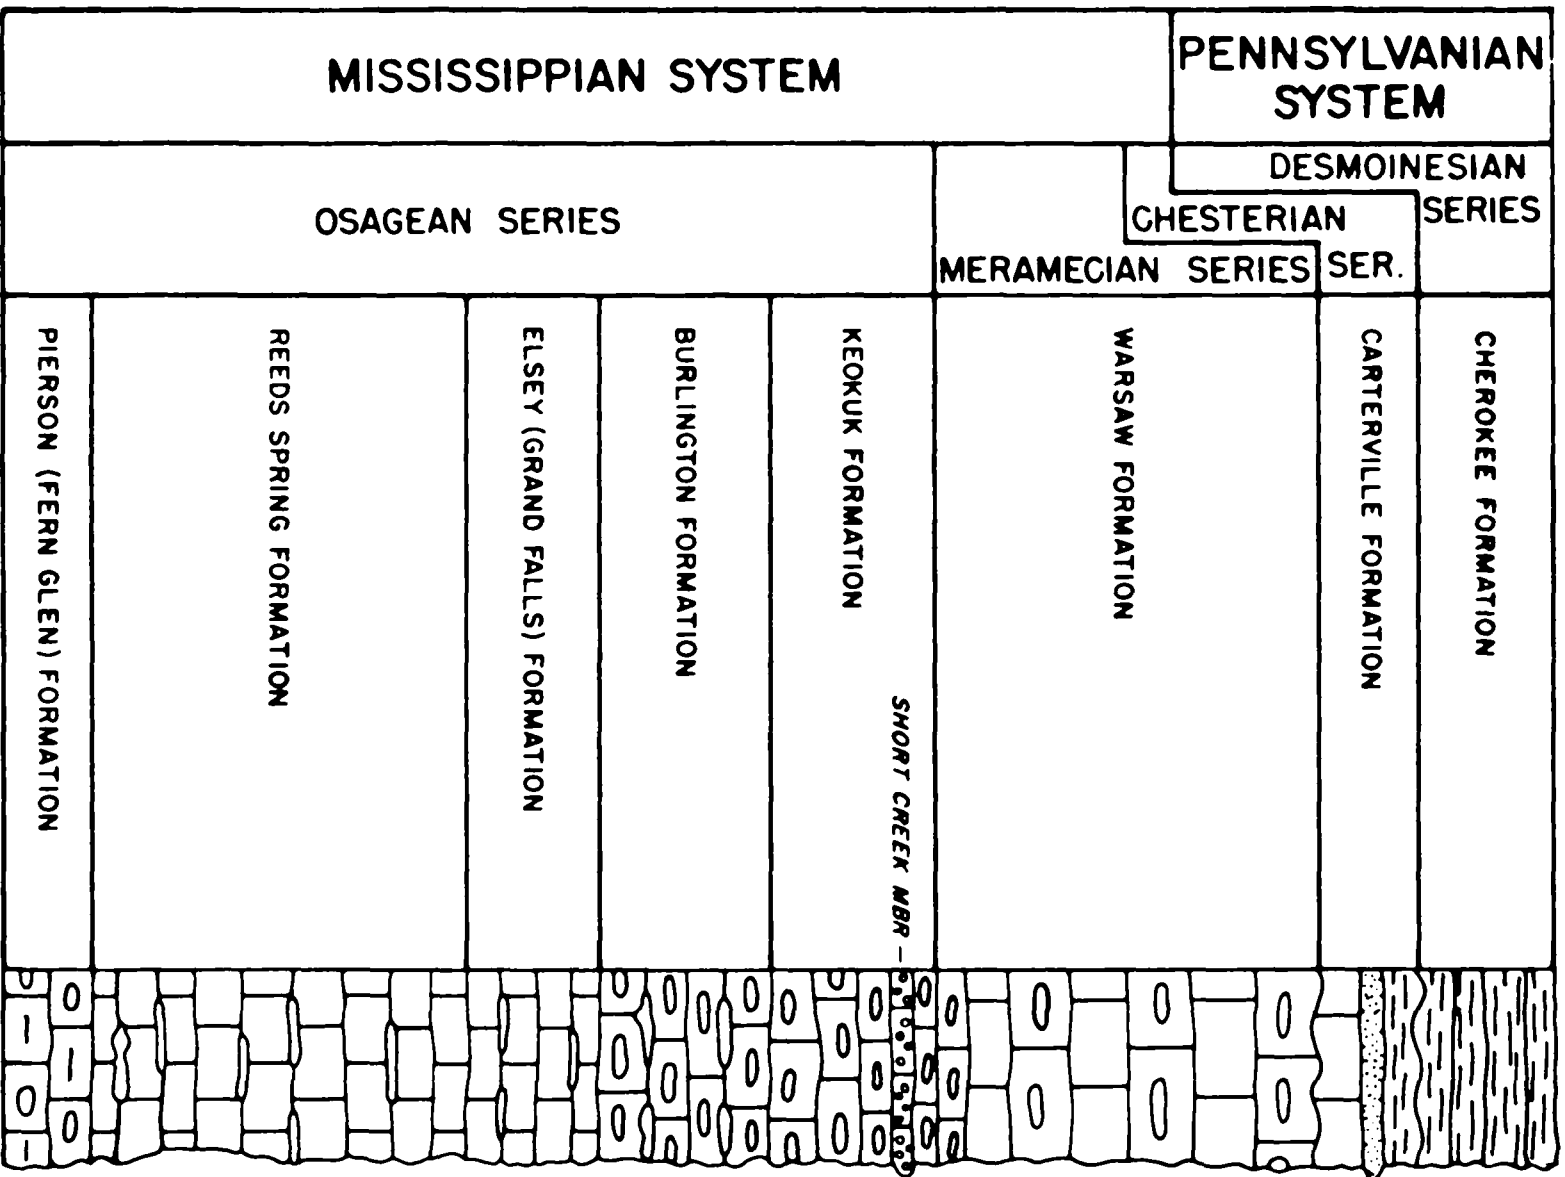 MISSISSIPPIAN SYSTEM
PENNSYLVANIAN
SYSTEM
OSAGEAN SERIES
MERAMECIAN SERIES
CHESTERIAN
SER.
DESMOINESIAN
SERIES
PIERSON (FERN GLEN) FORMATION
REEDS SPRING FORMATION
ELSEY (GRAND FALLS) FORMATION
BURLINGTON FORMATION
KEOKUK FORMATION
SHORT CREEK MBR
WARSAW FORMATION
CARTERVILLE FORMATION
CHEROKEE FORMATION